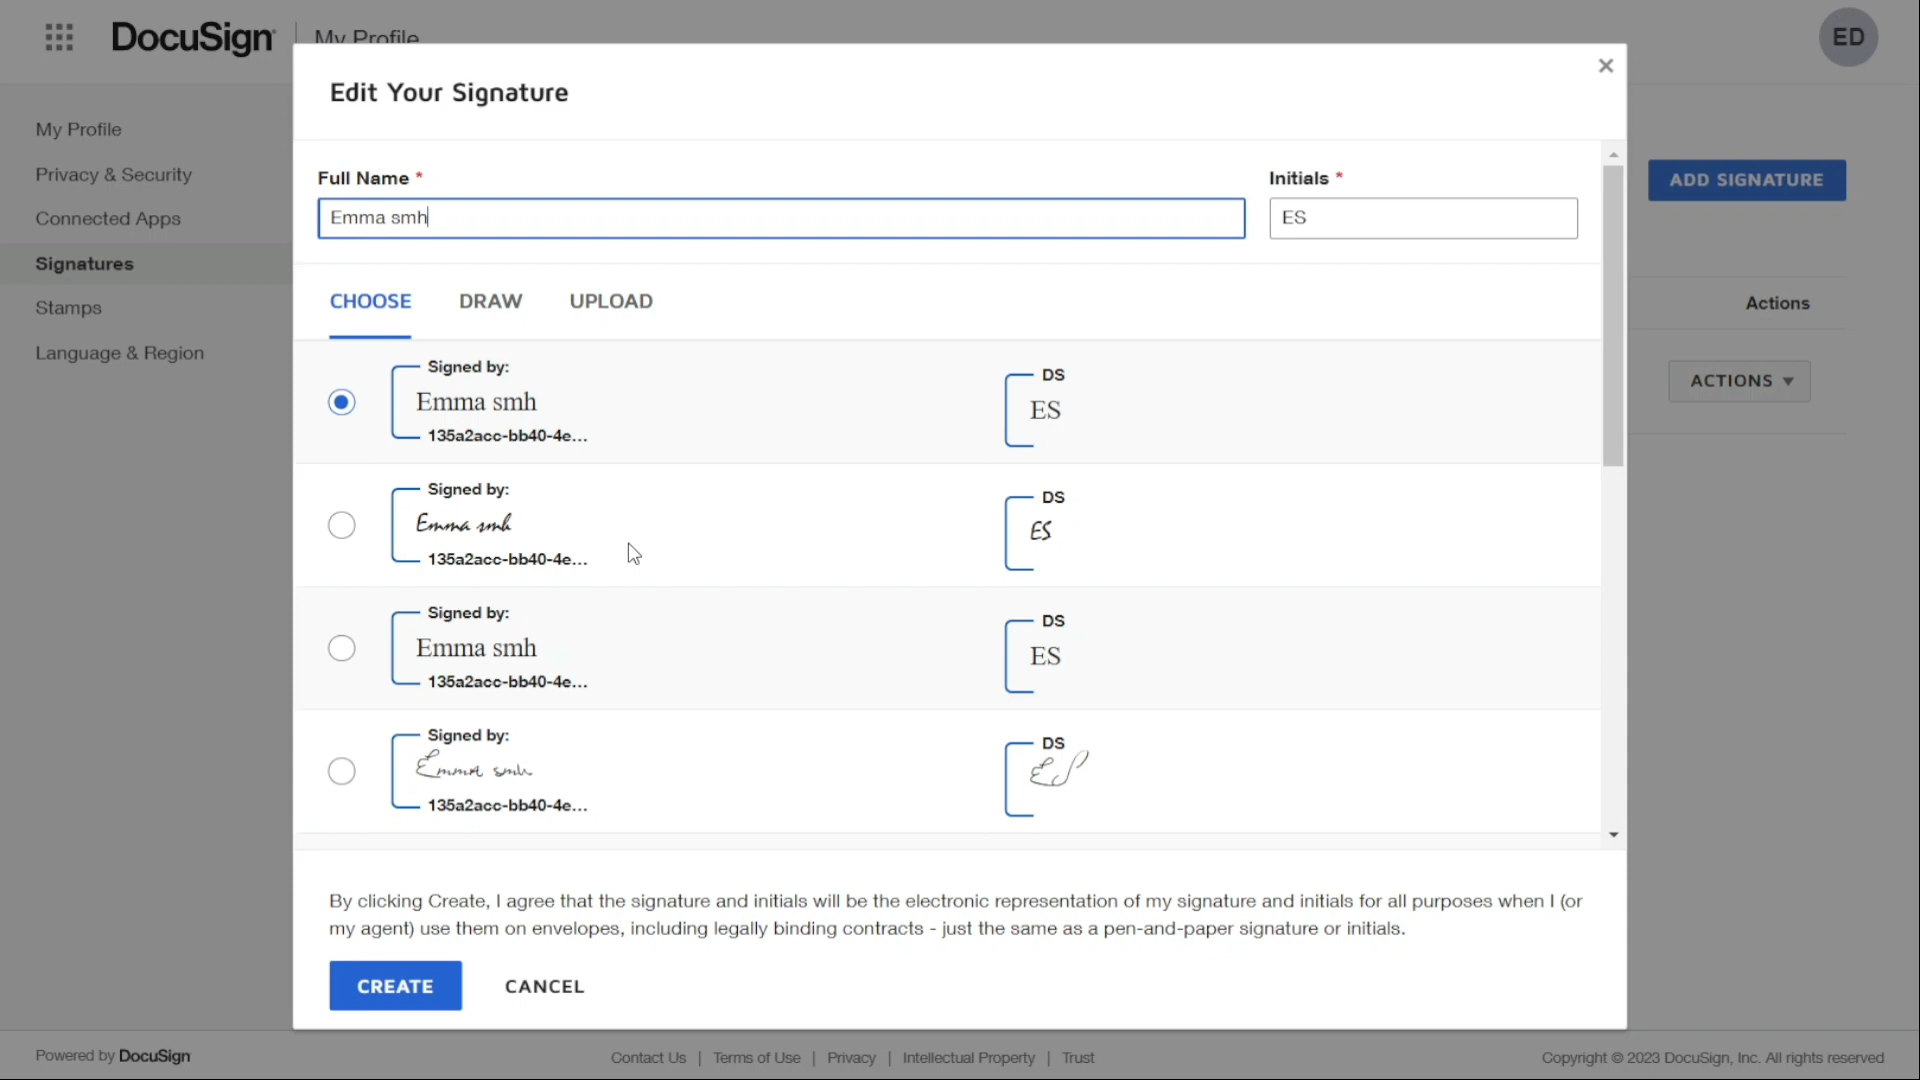 DocuSign
My Profile
ED
Edit Your Signature
×
My Profile
Privacy & Security
Connected Apps
Signatures
Stamps
Language & Region
Full Name *
Initials *
Emma smh
ES
ADD SIGNATURE
CHOOSE DRAW UPLOAD
Actions
ACTIONS
Signed by:
Emma smh
135a2acc-bb40-4e...
DS
ES
Signed by:
Emma smh
135a2acc-bb40-4e...
DS
ES
Signed by:
Emma smh
135a2acc-bb40-4e...
DS
ES
Signed by:
Emma smh
135a2acc-bb40-4e...
DS
ES
By clicking Create, I agree that the signature and initials will be the electronic representation of my signature and initials for all purposes when I (or
my agent) use them on envelopes, including legally binding contracts - just the same as a pen-and-paper signature or initials.
CREATE CANCEL
Powered by DocuSign
Contact Us | Terms of Use | Privacy | Intellectual Property | Trust
Copyright © 2023 DocuSign, Inc. All rights reserved